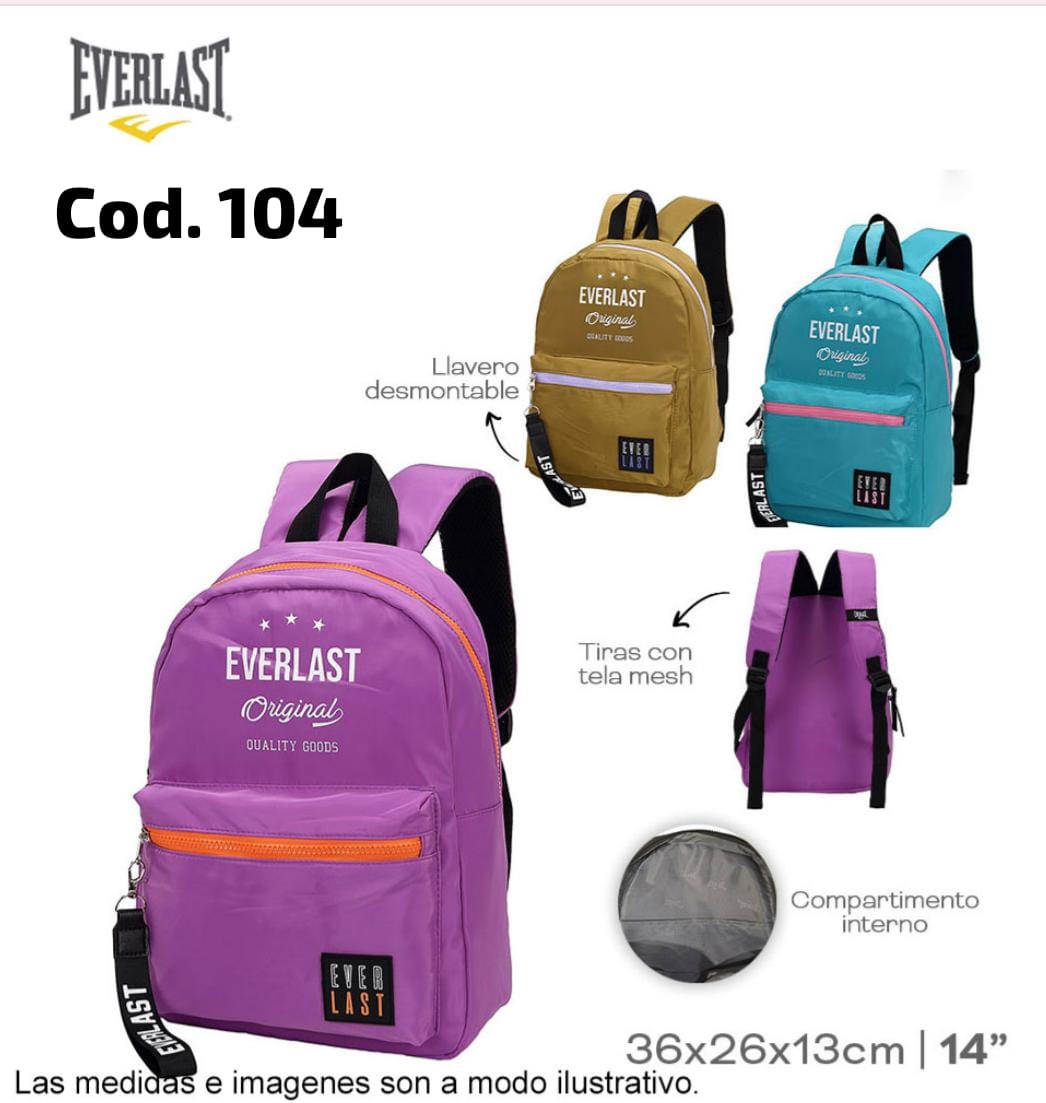 EVERLAST
Cod. 104
EVERLAST
Original
QUALITY GOODS
EVER
LAST
EVERLAST
EVERLAST
Original
QUALITY GOODS
EVER
LAST
EVERLAST
Llavero
desmontable
EVERLAST
Original
QUALITY GOODS
EVER
LAST
EVERLAST
Tiras con
tela mesh
Compartimento
interno
36x26x13cm | 14”
Las medidas e imagenes son a modo ilustrativo.